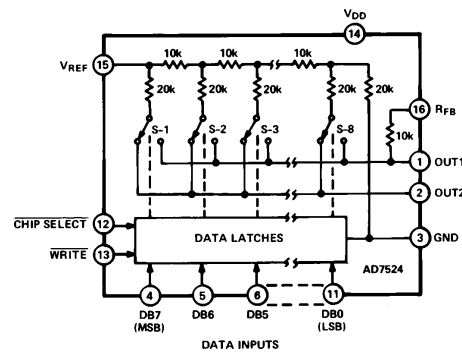 VDD
14
VREF 15
10k 10k 10k
20k 20k 20k 20k 20k
16 RFB
S-1 S-2 S-3 S-8
10k
1 OUT1
2 OUT2
CHIP SELECT 12
DATA LATCHES
3 GND
WRITE 13
AD7524
4 5 6 11
DB7 DB6 DB5 DB0
(MSB) (LSB)
DATA INPUTS